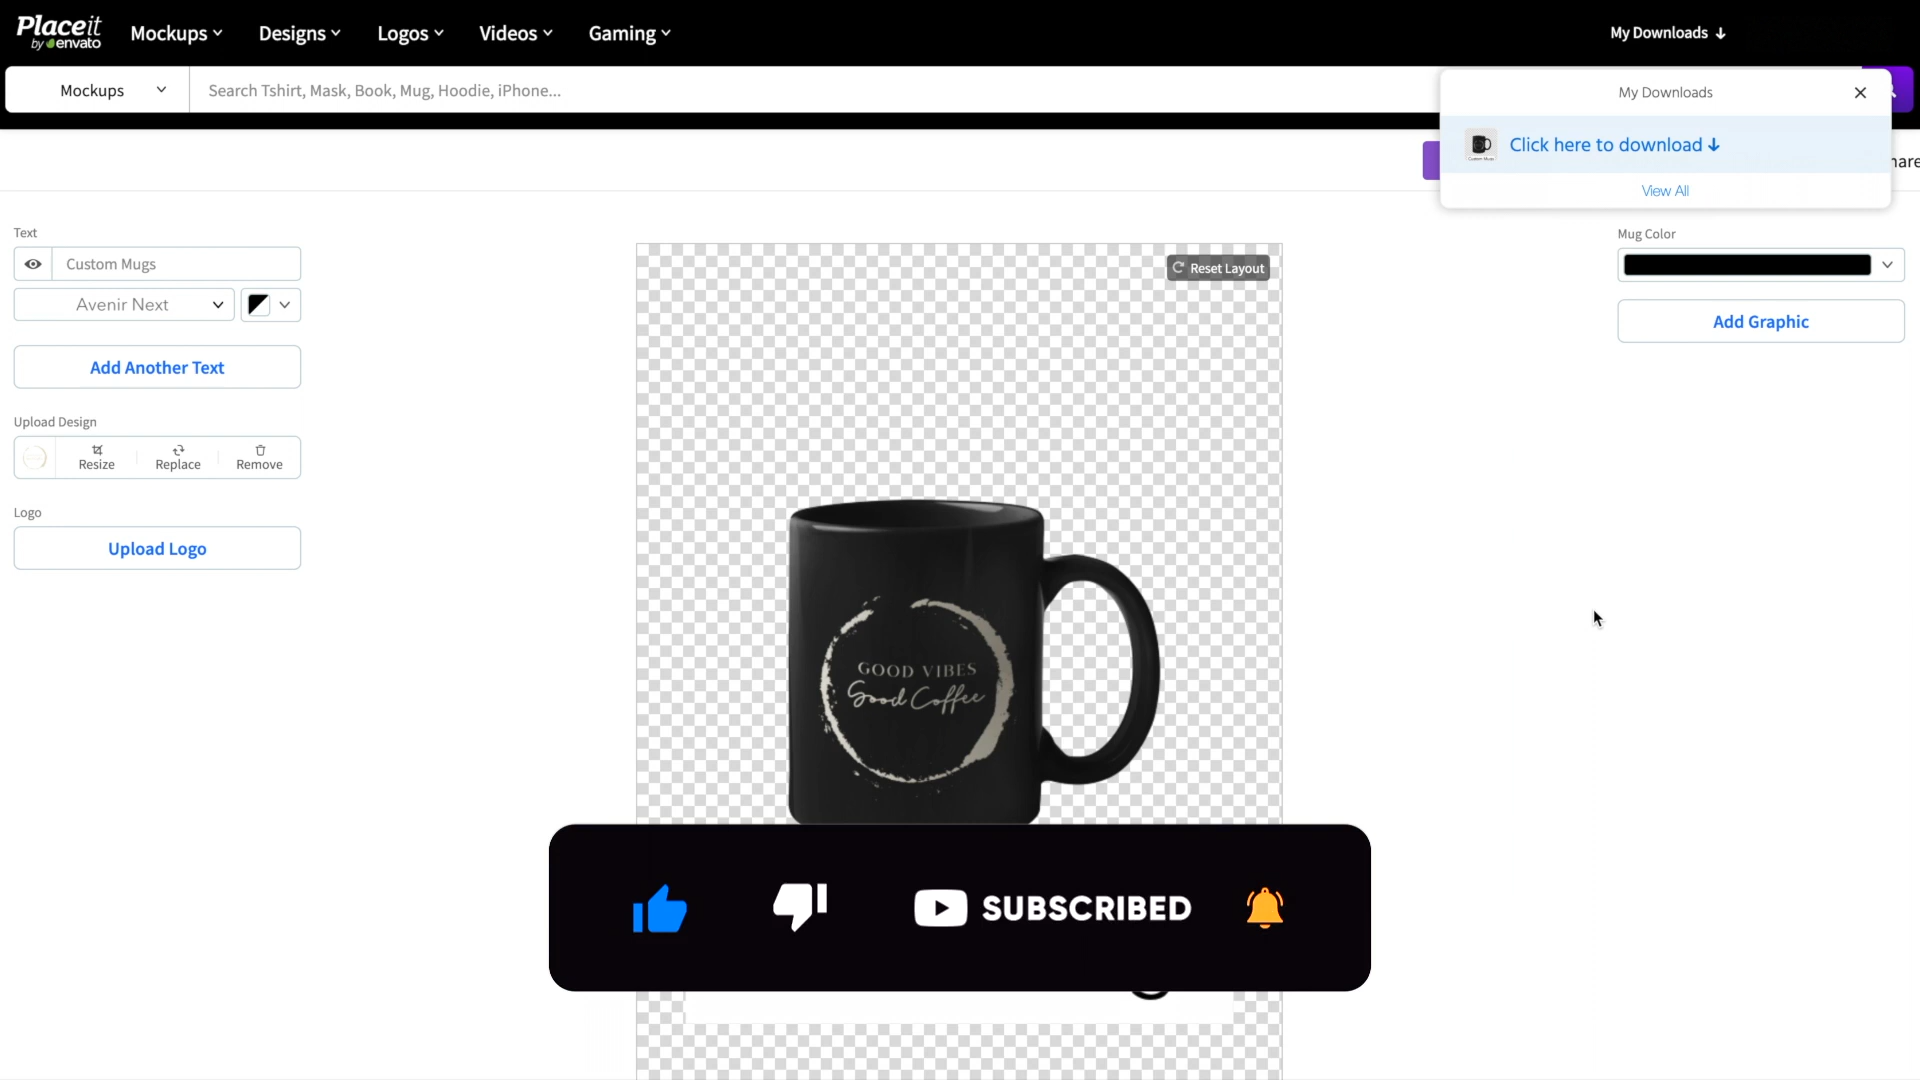 Placeit
by envato
Mockups
Designs
Logos
Videos
Gaming
My Downloads
Mockups
Search Tshirt, Mask, Book, Mug, Hoodie, iPhone...
My Downloads
Click here to download
View All
Text
Custom Mugs
Avenir Next
Add Another Text
Upload Design
Resize
Replace
Remove
Logo
Upload Logo
Reset Layout
Mug Color
Add Graphic
GOOD VIBES
Good Coffee
SUBSCRIBED